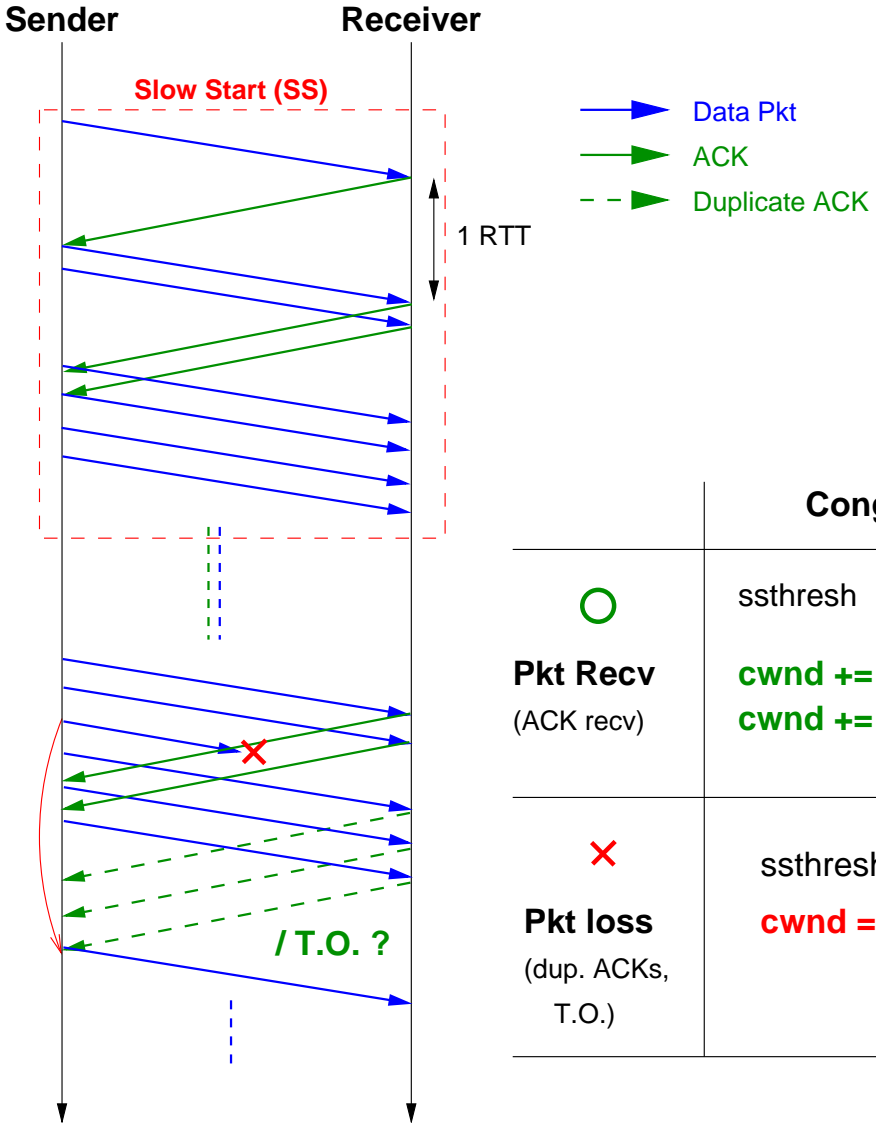 Sender
Receiver
Slow Start (SS)
Data Pkt
ACK
Duplicate ACK
1 RTT
Cong
ssthresh
Pkt Recv
(ACK recv)
cwnd +=
cwnd +=
ssthresh
Pkt loss
cwnd =
(dup. ACKs,
T.O.)
/ T.O. ?